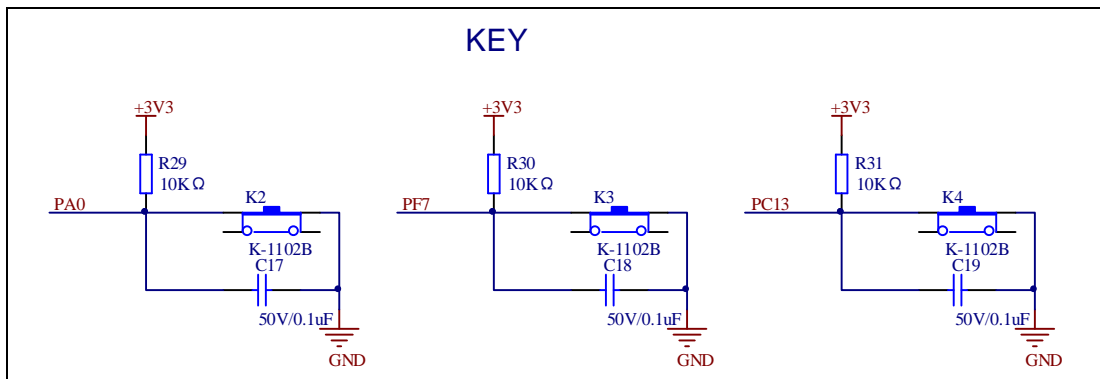 KEY
+3V3
R29
10KΩ
PA0
K2
K-1102B
C17
50V/0.1uF
GND
+3V3
R30
10KΩ
PF7
K3
K-1102B
C18
50V/0.1uF
GND
+3V3
R31
10KΩ
PC13
K4
K-1102B
C19
50V/0.1uF
GND